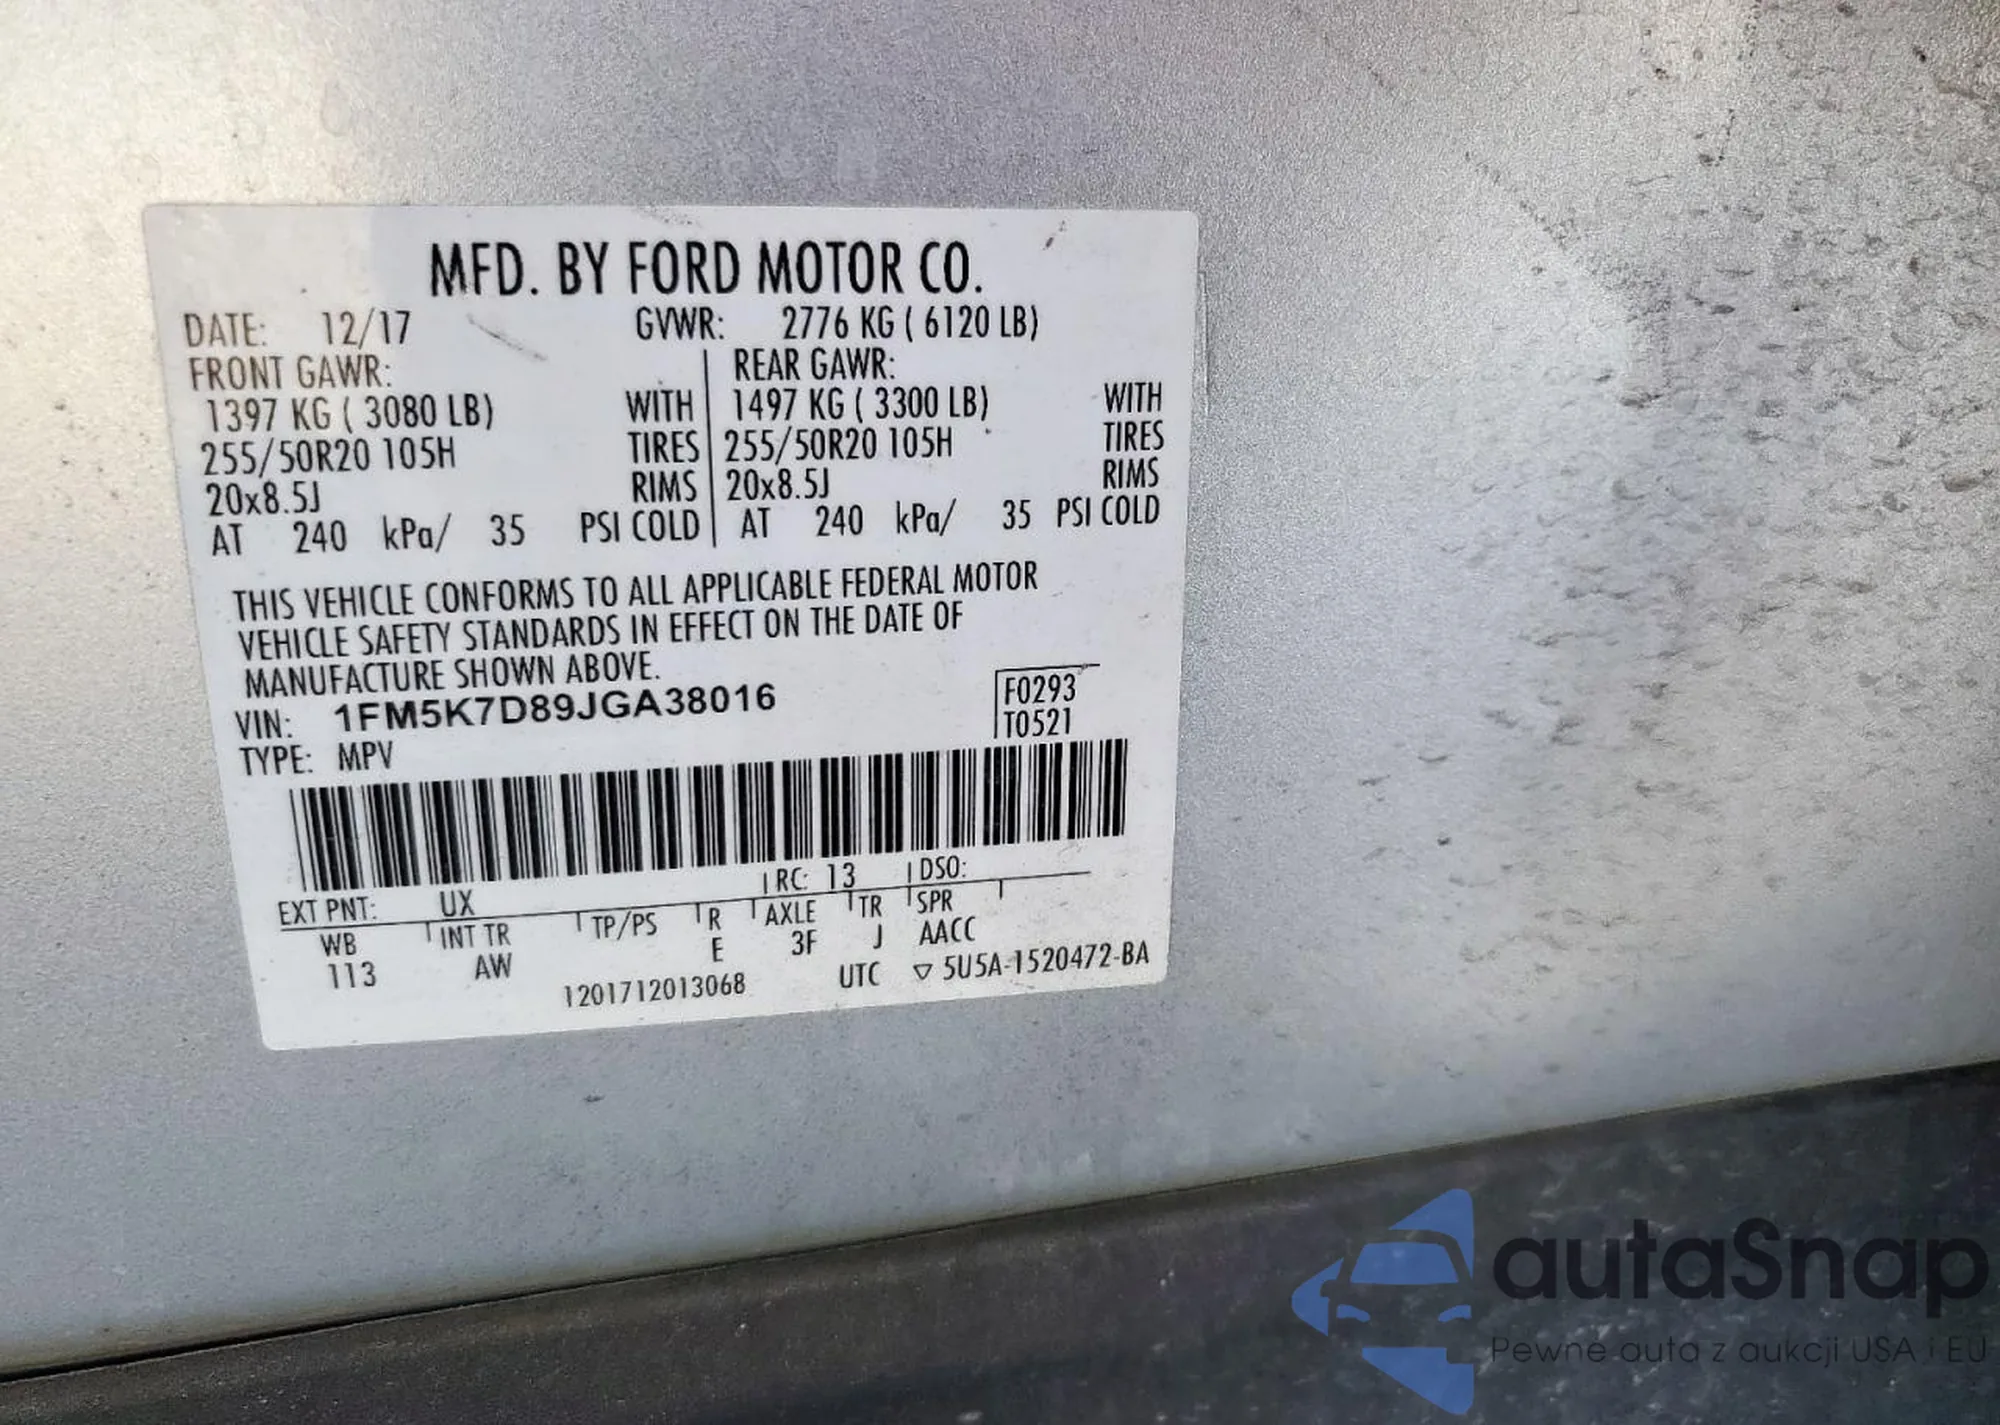 MFD. BY FORD MOTOR CO.
DATE: 12/17 GVWR: 2776 KG ( 6120 LB)
FRONT GAWR: REAR GAWR:
1397 KG ( 3080 LB) WITH 1497 KG ( 3300 LB) WITH
255/50R20 105H TIRES 255/50R20 105H TIRES
20x8.5J RIMS 20x8.5J RIMS
AT 240 kPa/ 35 PSI COLD AT 240 kPa/ 35 PSI COLD
THIS VEHICLE CONFORMS TO ALL APPLICABLE FEDERAL MOTOR
VEHICLE SAFETY STANDARDS IN EFFECT ON THE DATE OF
MANUFACTURE SHOWN ABOVE.
VIN: 1FM5K7D89JGA38016 F0293
TYPE: MPV T0521
EXT PNT: UX RC: 13 DSO:
WB INT TR TP/PS R AXLE TR SPR
113 AW E 3F J AACC
1201712013068 UTC ▽ 5U5A-1520472-BA
autaSnap
Pewne auta z aukcji USA i EU